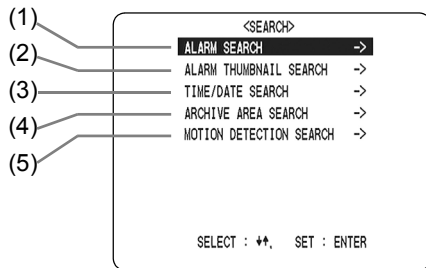 <SEARCH>
(1) ALARM SEARCH ->
(2) ALARM THUMBNAIL SEARCH ->
(3) TIME/DATE SEARCH ->
(4) ARCHIVE AREA SEARCH ->
(5) MOTION DETECTION SEARCH ->
SELECT : ↓↑, SET : ENTER